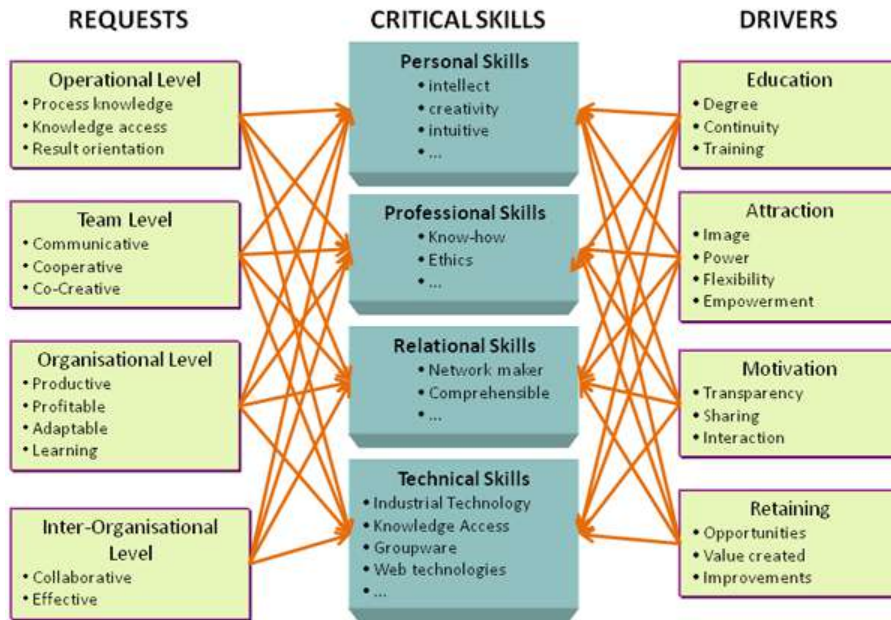 REQUESTS
Operational Level
• Process knowledge
• Knowledge access
• Result orientation
Team Level
• Communicative
• Cooperative
• Co-Creative
Organisational Level
• Productive
• Profitable
• Adaptable
• Learning
Inter-Organisational
Level
• Collaborative
• Effective
CRITICAL SKILLS
Personal Skills
• intellect
• creativity
• intuitive
• ...
Professional Skills
• Know-how
• Ethics
• ...
Relational Skills
• Network maker
• Comprehensible
• ...
Technical Skills
• Industrial Technology
• Knowledge Access
• Groupware
• Web technologies
• ...
DRIVERS
Education
• Degree
• Continuity
• Training
Attraction
• Image
• Power
• Flexibility
• Empowerment
Motivation
• Transparency
• Sharing
• Interaction
Retaining
• Opportunities
• Value created
• Improvements